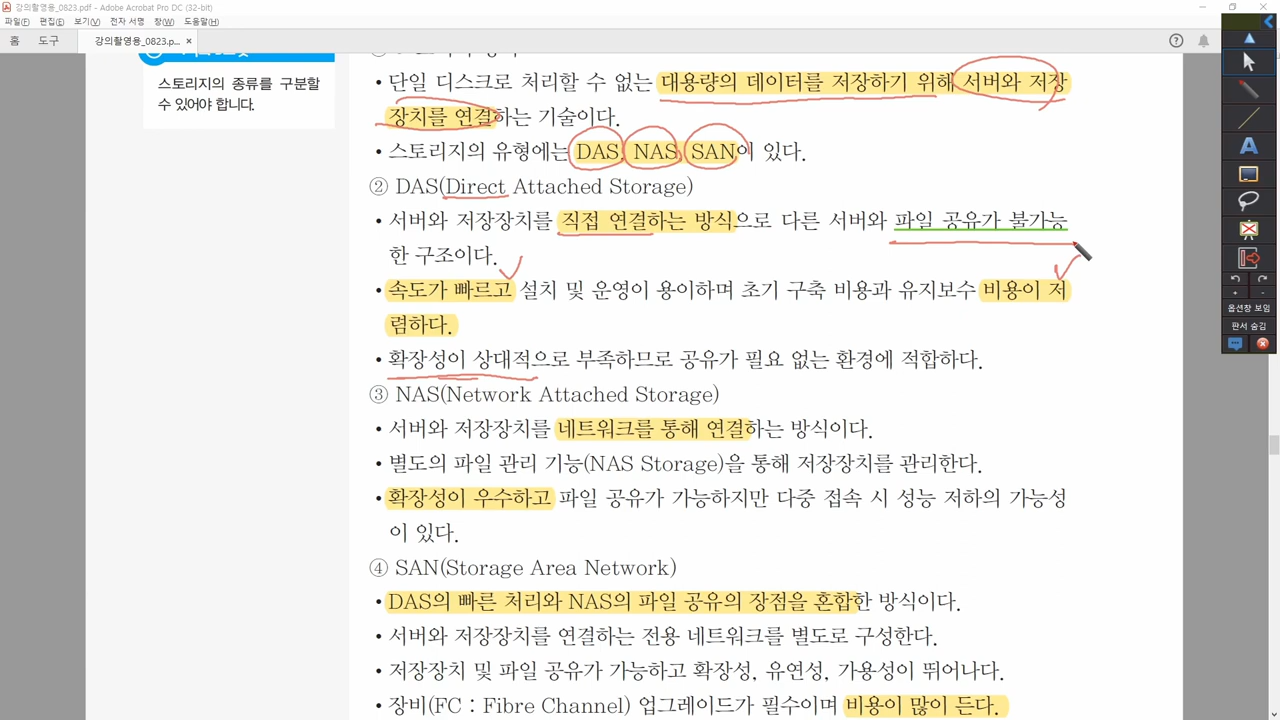 강의촬영용_0823.pdf - Adobe Acrobat Pro DC (32-bit)
파일(F) 편집(E) 보기(V) 전자 서명 창(W) 도움말(H)
홈 도구 강의촬영용_0823.p... ×
스토리지의 종류를 구분할
수 있어야 합니다.
• 단일 디스크로 처리할 수 없는 대용량의 데이터를 저장하기 위해 서버와 저장
장치를 연결하는 기술이다.
• 스토리지의 유형에는 DAS, NAS, SAN이 있다.
② DAS(Direct Attached Storage)
• 서버와 저장장치를 직접 연결하는 방식으로 다른 서버와 파일 공유가 불가능
한 구조이다.
• 속도가 빠르고 설치 및 운영이 용이하며 초기 구축 비용과 유지보수 비용이 저
렴하다.
• 확장성이 상대적으로 부족하므로 공유가 필요 없는 환경에 적합하다.
③ NAS(Network Attached Storage)
• 서버와 저장장치를 네트워크를 통해 연결하는 방식이다.
• 별도의 파일 관리 기능(NAS Storage)을 통해 저장장치를 관리한다.
• 확장성이 우수하고 파일 공유가 가능하지만 다중 접속 시 성능 저하의 가능성
이 있다.
④ SAN(Storage Area Network)
• DAS의 빠른 처리와 NAS의 파일 공유의 장점을 혼합한 방식이다.
• 서버와 저장장치를 연결하는 전용 네트워크를 별도로 구성한다.
• 저장장치 및 파일 공유가 가능하고 확장성, 유연성, 가용성이 뛰어나다.
• 장비(FC : Fibre Channel) 업그레이드가 필수이며 비용이 많이 든다.
A
+ -
옵션창 보임
판서 숨김